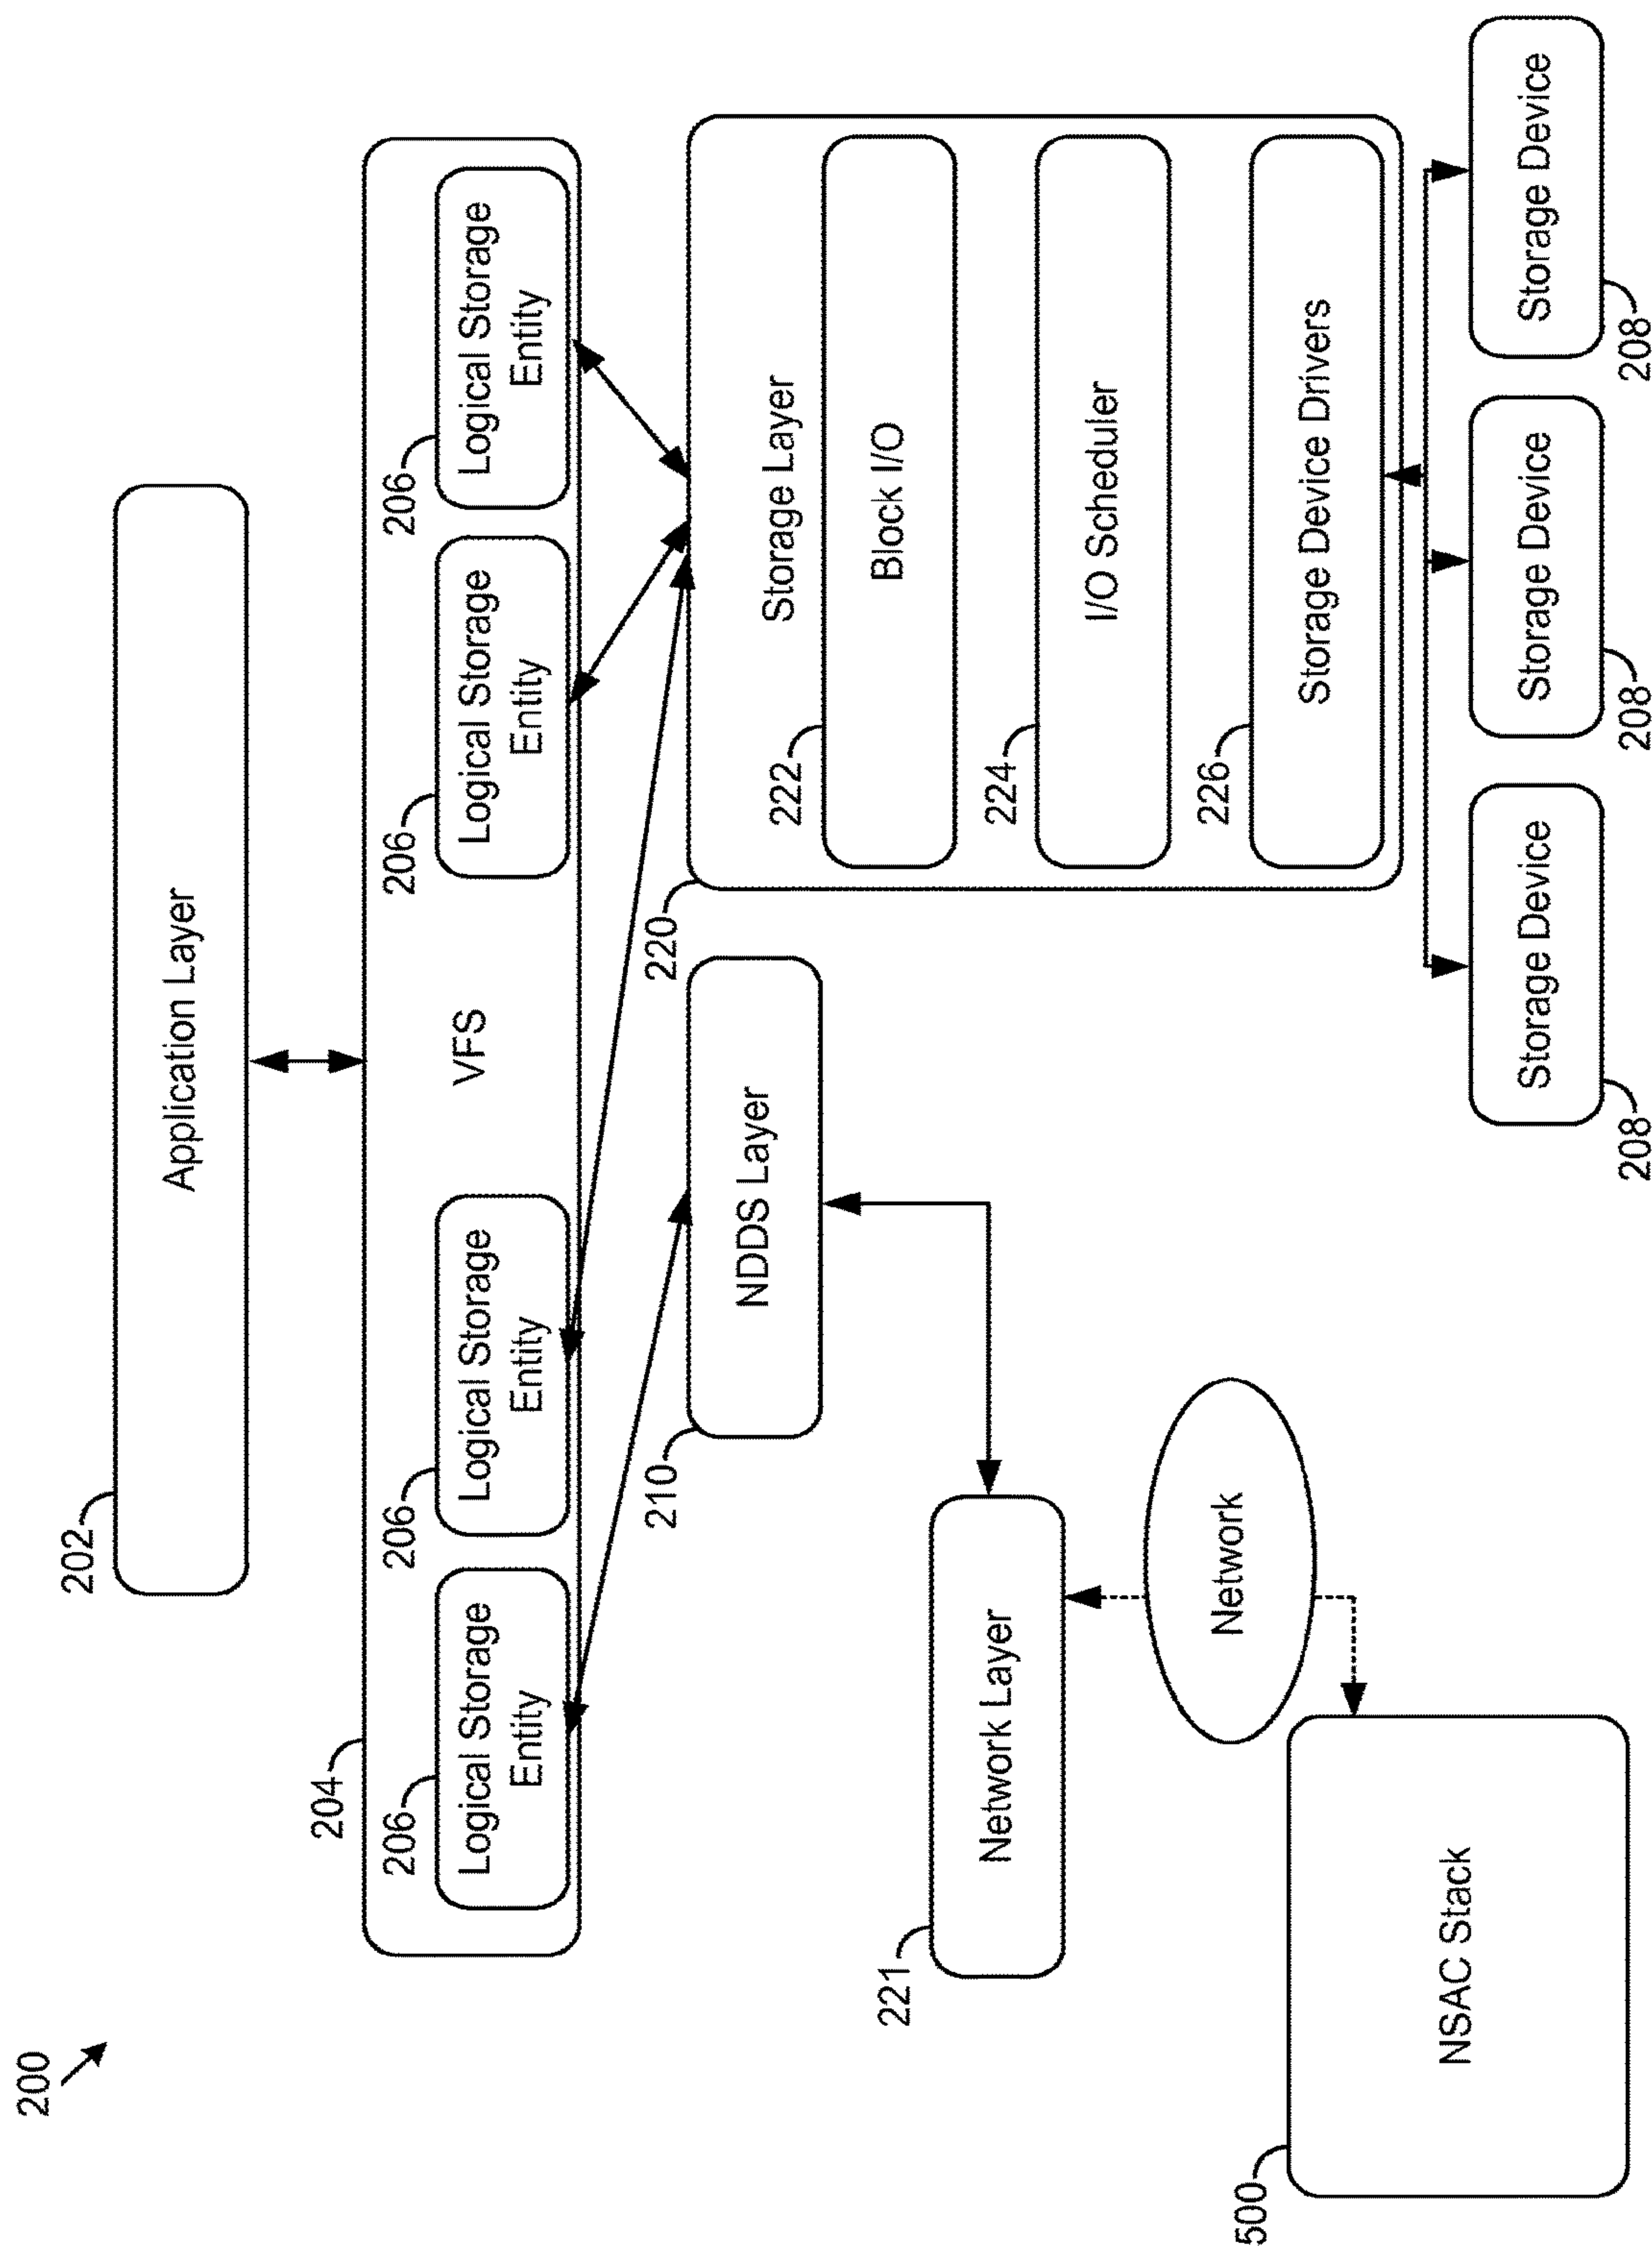 200
202
Application Layer
204
VFS
206
Logical Storage
Entity
206
Logical Storage
Entity
206
Logical Storage
Entity
206
Logical Storage
Entity
210
NDDS Layer
220
Storage Layer
222
Block I/O
224
I/O Scheduler
226
Storage Device Drivers
221
Network Layer
Network
500
NSAC Stack
Storage Device
208
Storage Device
208
Storage Device
208